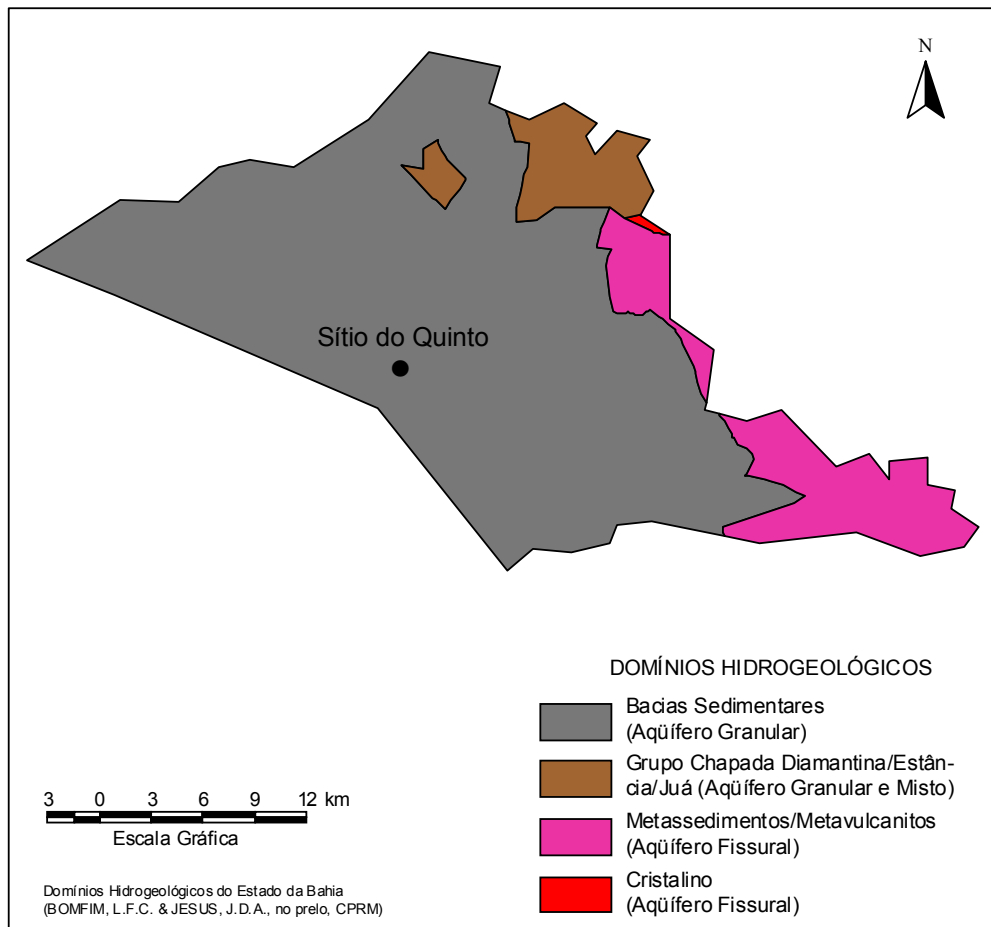 N
Sítio do Quinto
DOMÍNIOS HIDROGEOLÓGICOS
Bacias Sedimentares
(Aqüífero Granular)
Grupo Chapada Diamantina/Estân-
cia/Juá (Aqüífero Granular e Misto)
Metassedimentos/Metavulcanitos
(Aqüífero Fissural)
Cristalino
(Aqüífero Fissural)
3 0 3 6 9 12 km
Escala Gráfica
Domínios Hidrogeológicos do Estado da Bahia
(BOMFIM, L.F.C. & JESUS, J.D.A., no prelo, CPRM)